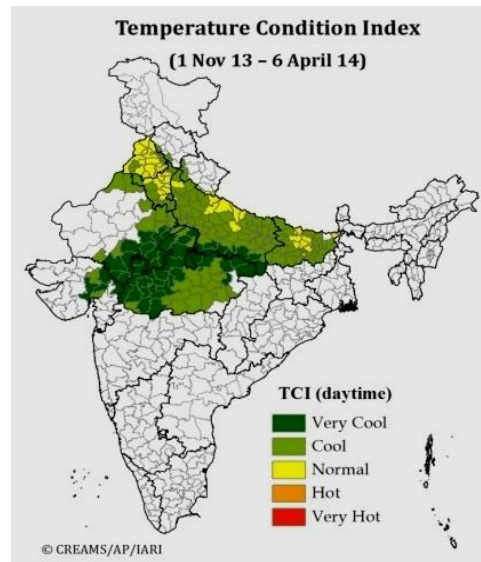 Temperature Condition Index
(1 Nov 13 – 6 April 14)
TCI (daytime)
Very Cool
Cool
Normal
Hot
Very Hot
© CREAMS/AP/IARI